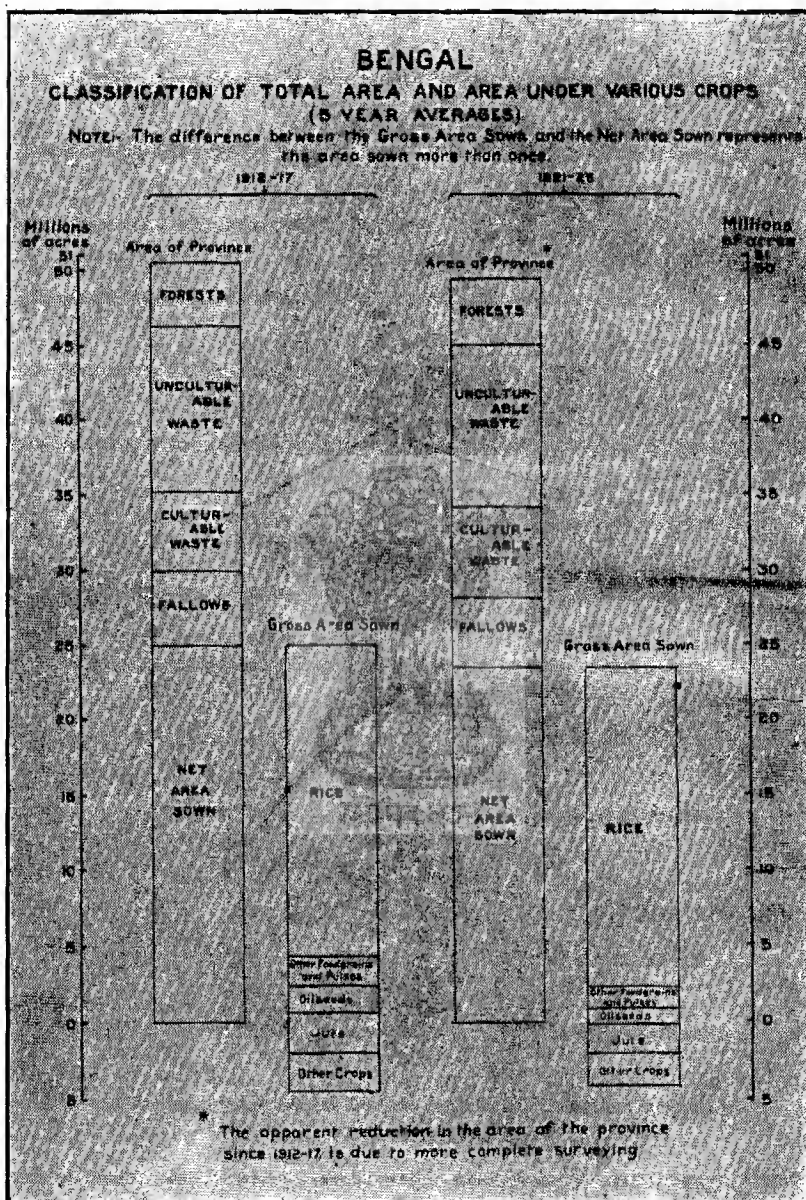 BENGAL
CLASSIFICATION OF TOTAL AREA AND AREA UNDER VARIOUS CROPS
(5 YEAR AVERAGES)
NOTE:- The difference between the Gross Area Sown and the Net Area Sown represents
the area sown more than once.
1912-17
Millions
of acres
Area of Province
51
50
45
40
35
30
25
20
15
10
5
0
5
FORESTS
UNCULTUR-
ABLE
WASTE
CULTUR-
ABLE
WASTE
FALLOWS
NET
AREA
SOWN
Gross Area Sown
RICE
Other Foodgrains
and Pulses
Oilseeds
Jute
Other Crops
Area of Province *
FORESTS
UNCULTUR-
ABLE
WASTE
CULTUR-
ABLE
WASTE
FALLOWS
NET
AREA
SOWN
Gross Area Sown
RICE
Other Foodgrains
and Pulses
Oilseeds
Jute
Other Crops
Millions
of acres
51
50
45
40
35
30
25
20
15
10
5
0
5
* The apparent reduction in the area of the province
since 1912-17 is due to more complete surveying